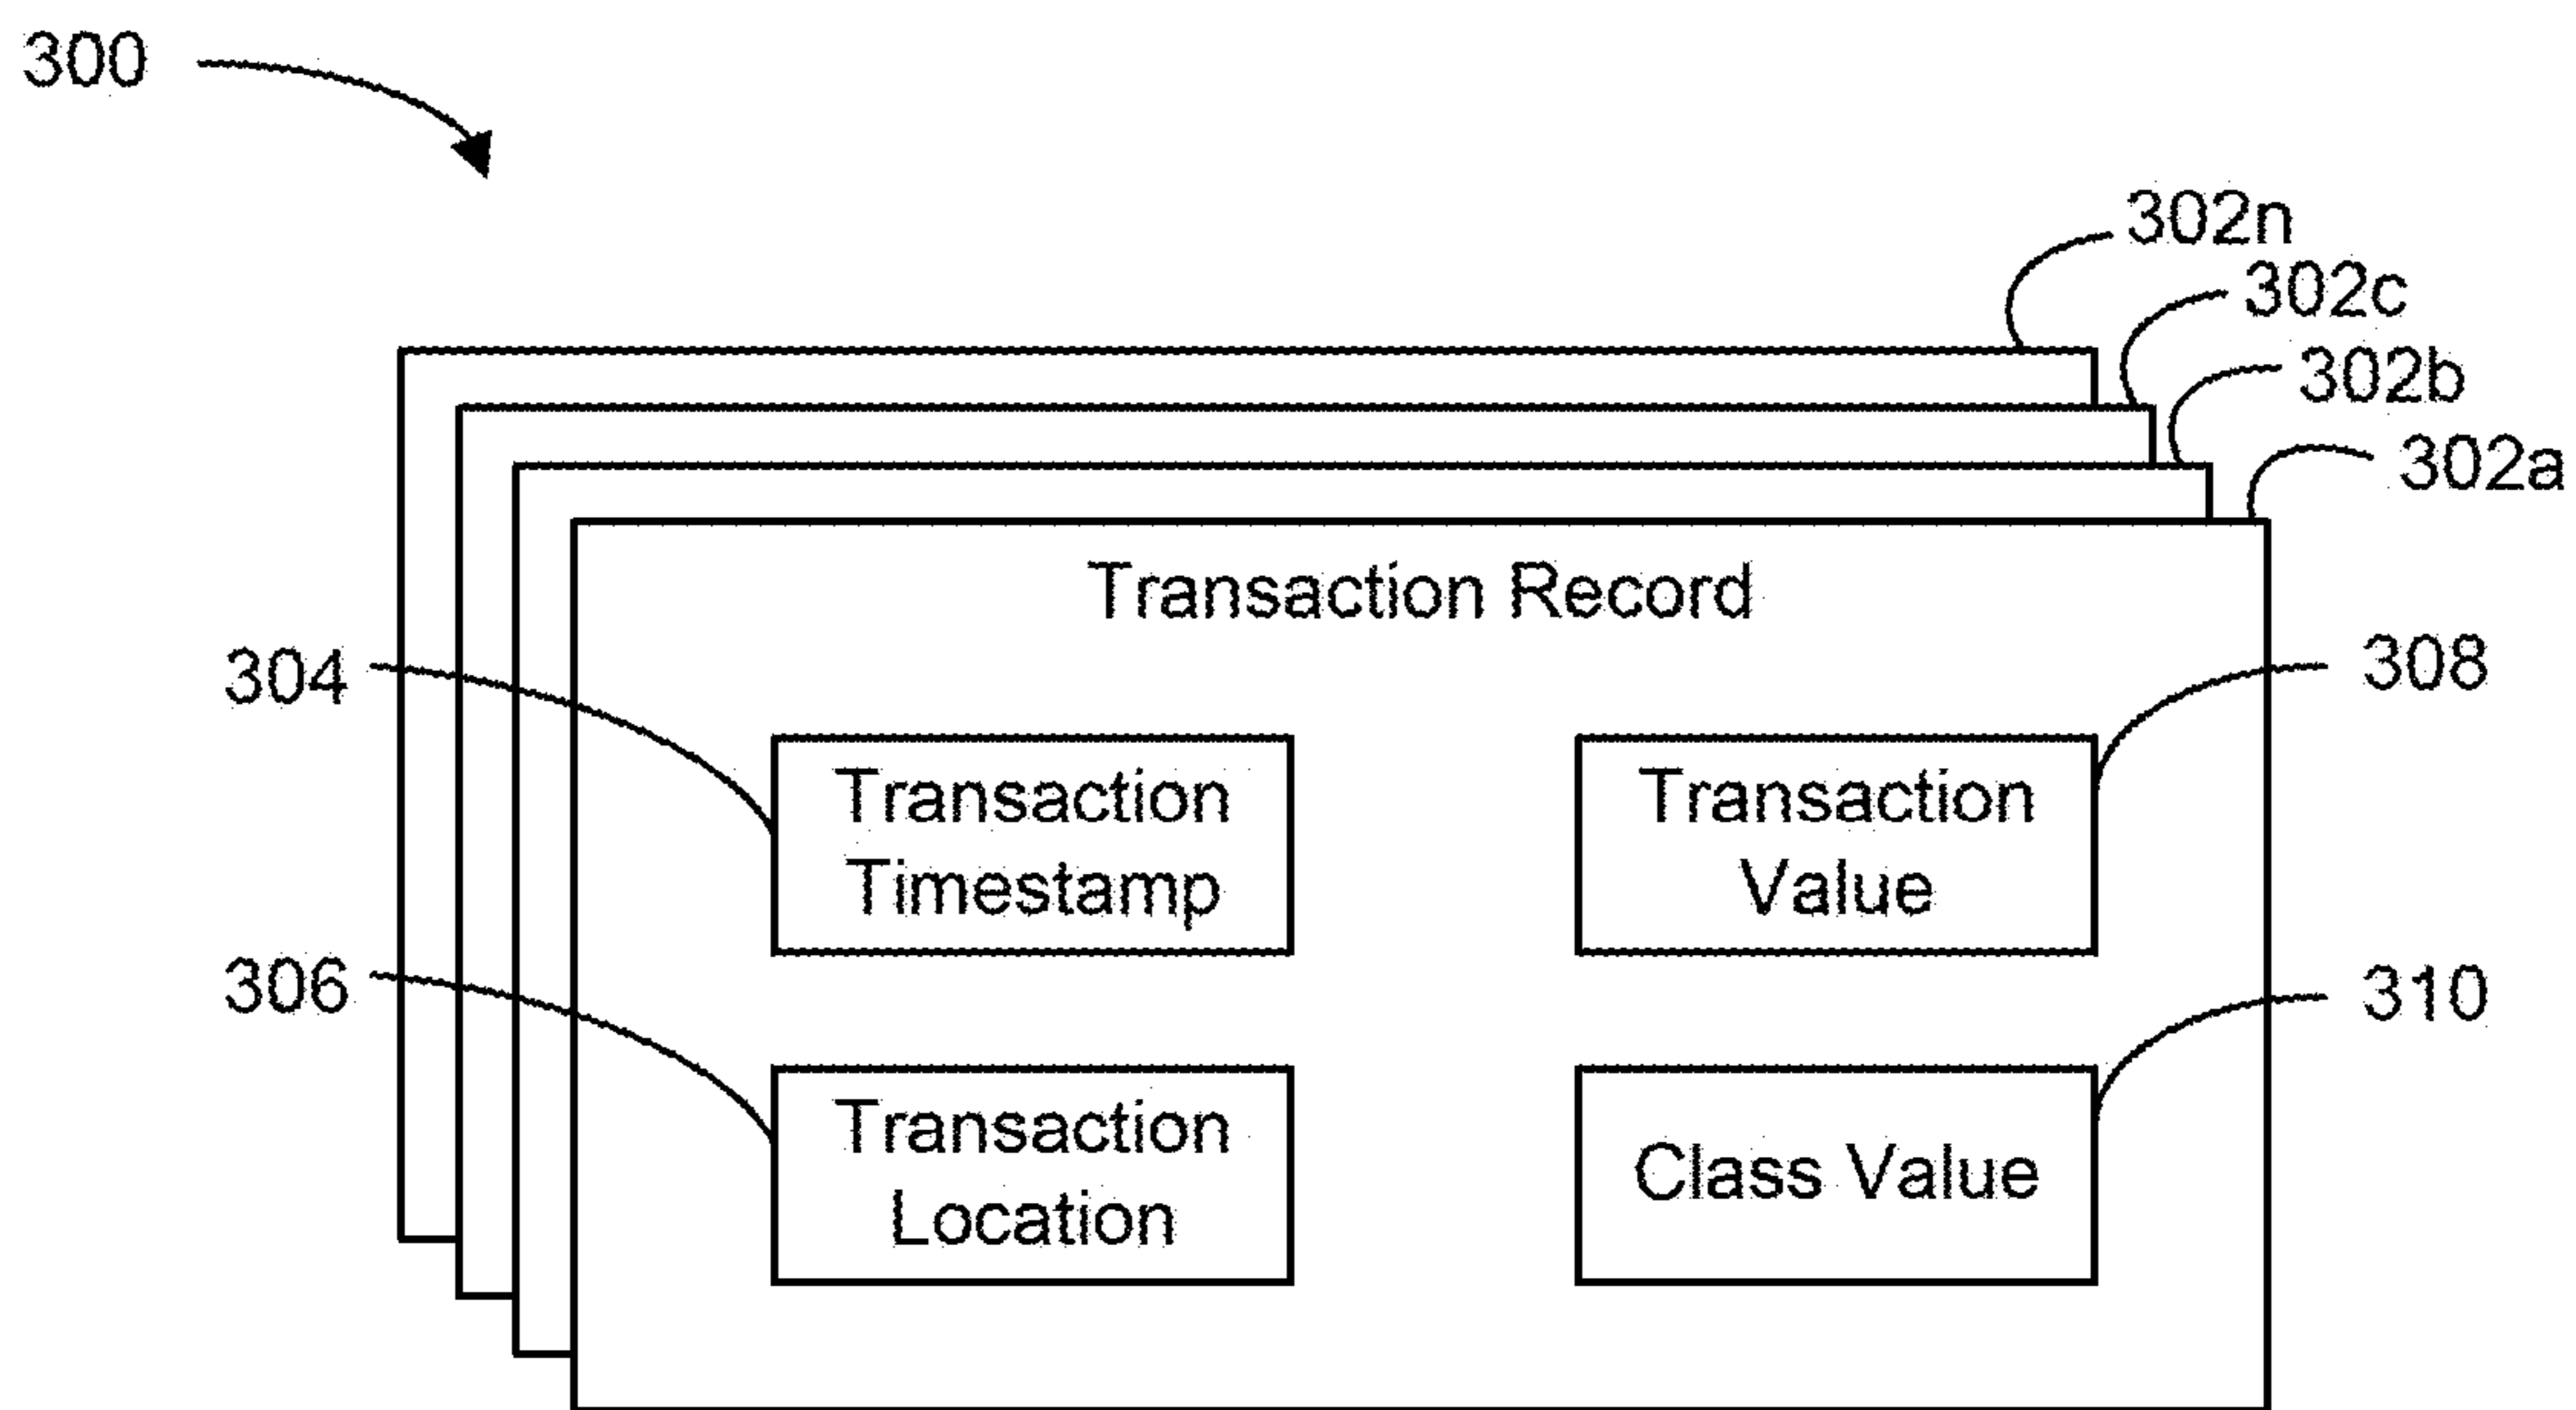 300
302n
302c
302b
302a
Transaction Record
304
308
Transaction
Timestamp
Transaction
Value
306
310
Transaction
Location
Class Value